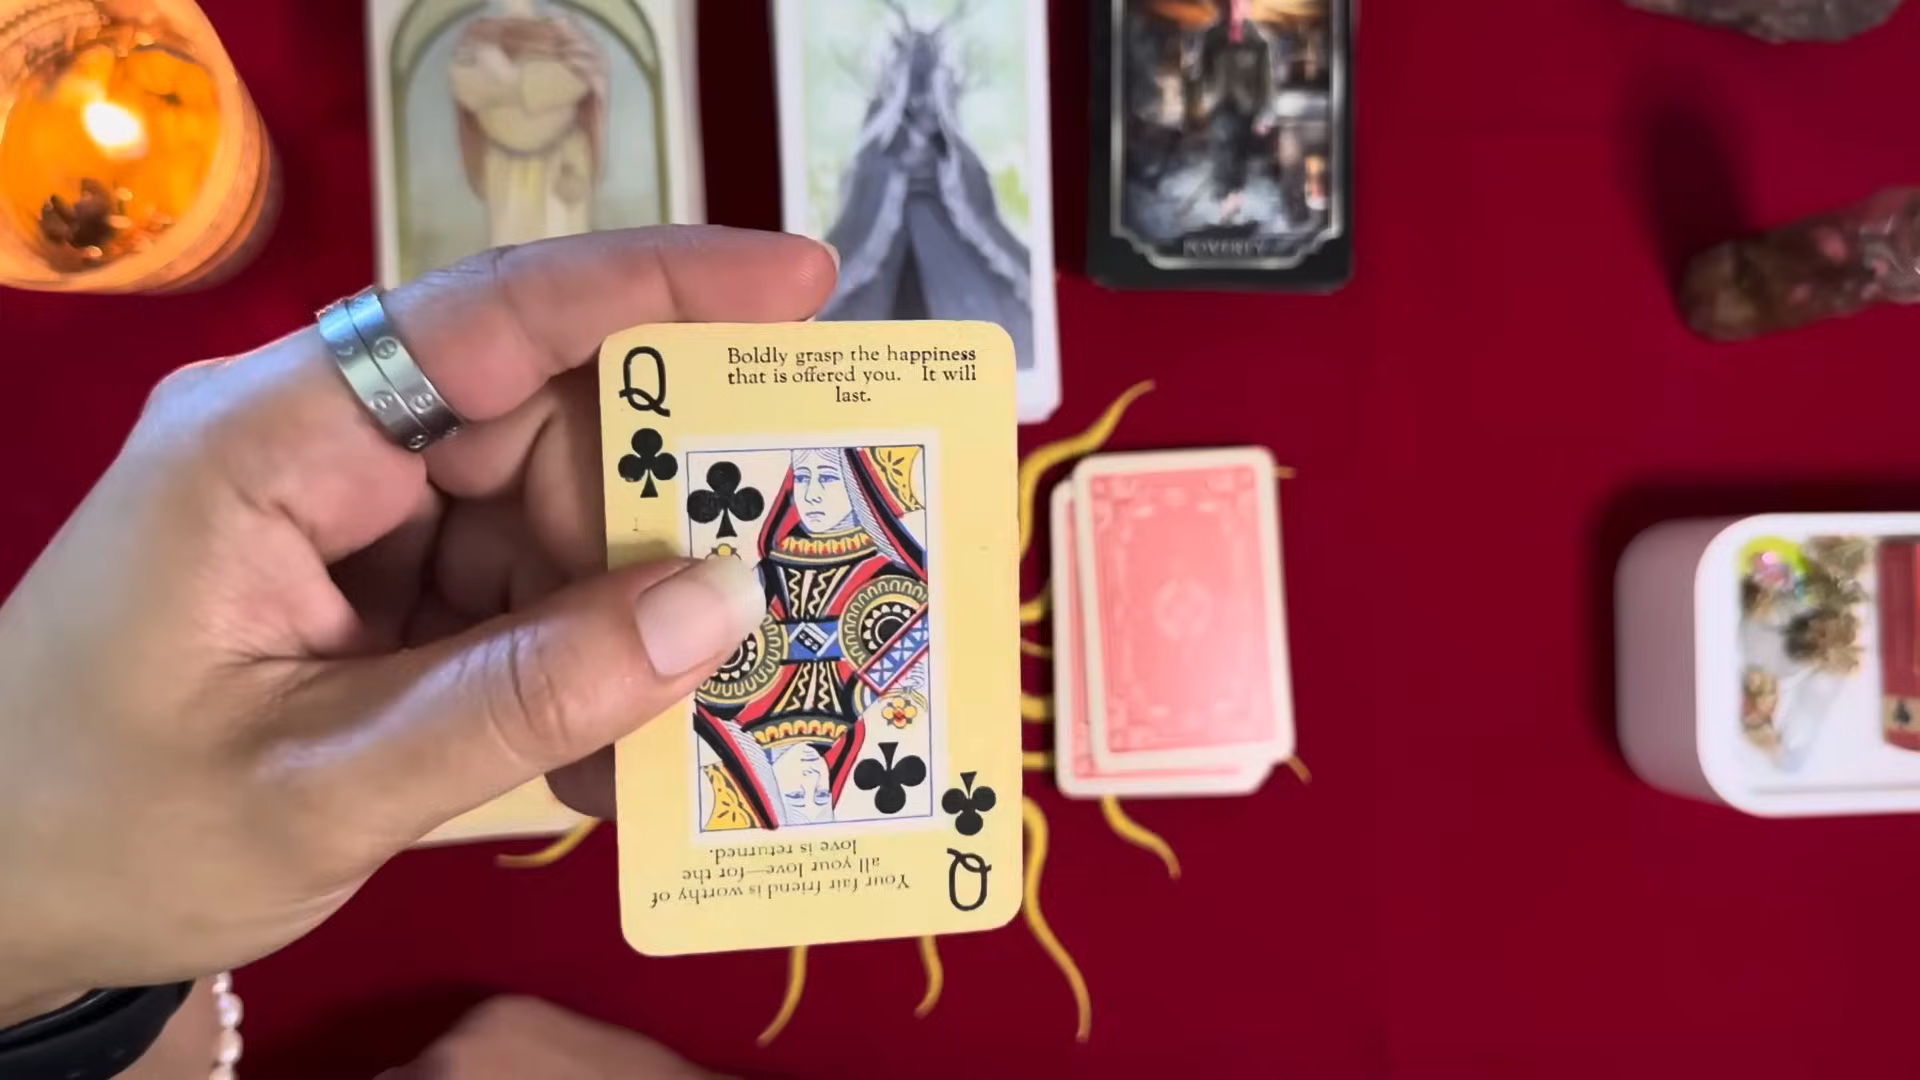 POVERTY
Q
Boldly grasp the happiness
that is offered you. It will
last.
Your fair friend is worthy of
all your love—for the
love is returned.
Q